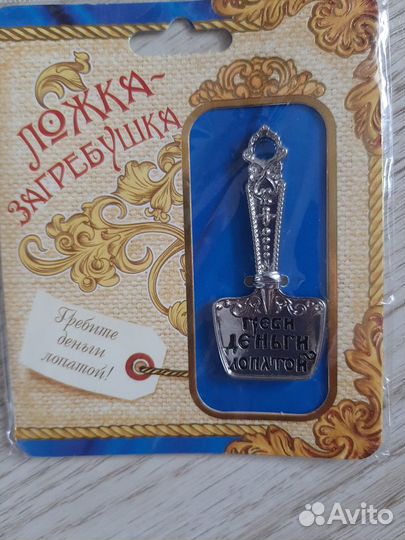 ЛОЖКА-
ЗАГРЕБУШКА
Гребите
деньги
лопатой!
ГРЕБИ
ДЕНЬГИ
ЛОПАТОЙ
Avito